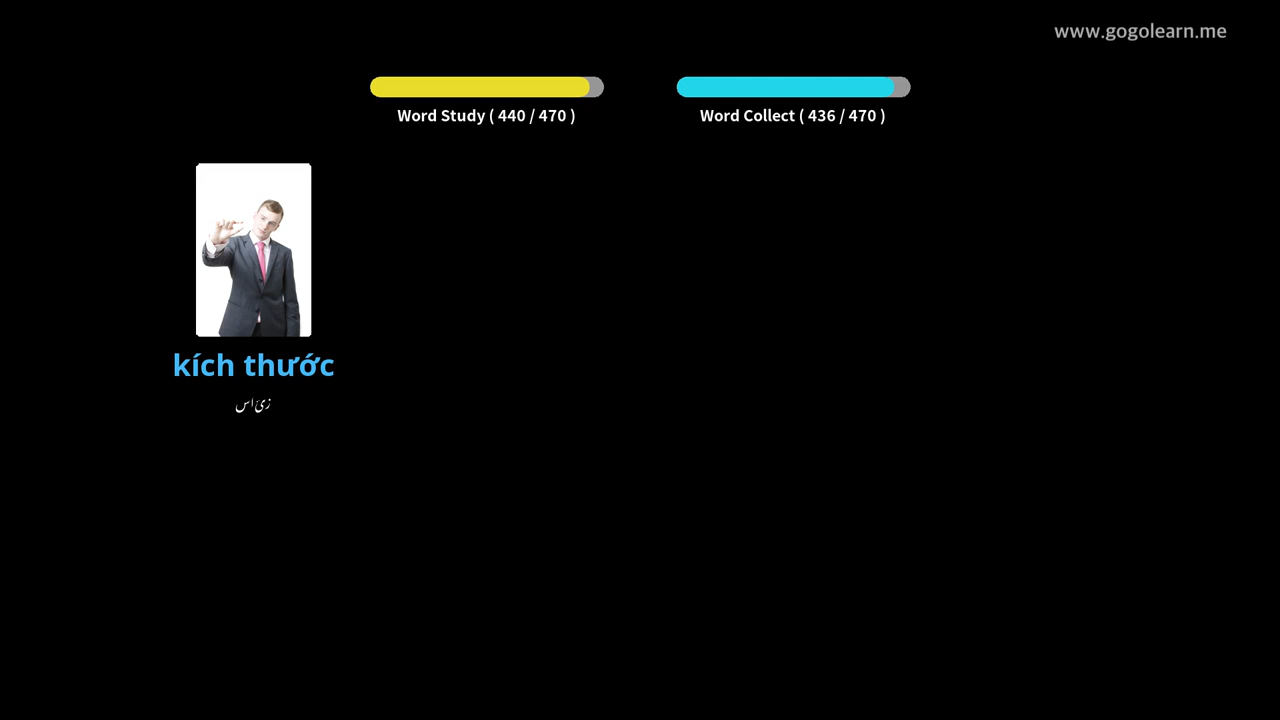 www.gogolearn.me
Word Study ( 440 / 470 )
Word Collect ( 436 / 470 )
kích thước
زئاس